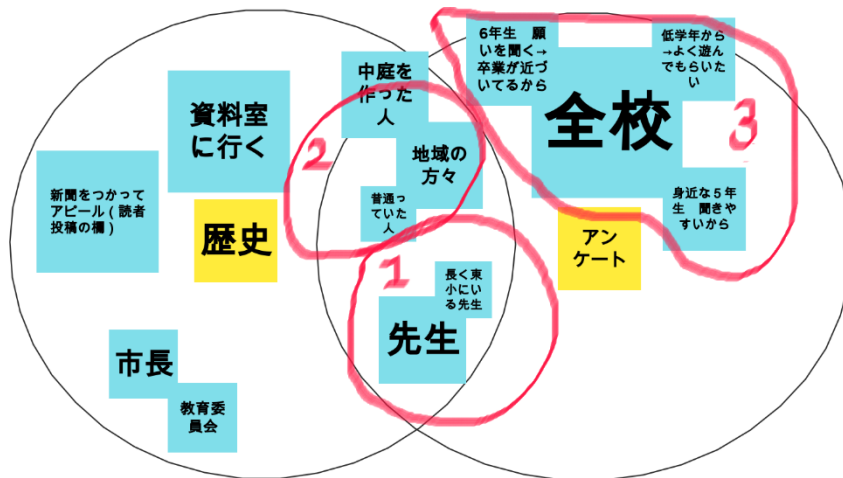 6年生　願
いを聞く→
卒業が近づ
いてるから
低学年から
→よく遊ん
でもらいた
い
全校
3
身近な5年
生　聞きや
すいから
アン
ケート
中庭を
作った
人
2
地域の
方々
普通っ
ていた
人
資料室
に行く
新聞をつかって
アピール（読者
投稿の欄）
歴史
1
長く東
小にい
る先生
先生
市長
教育委
員会